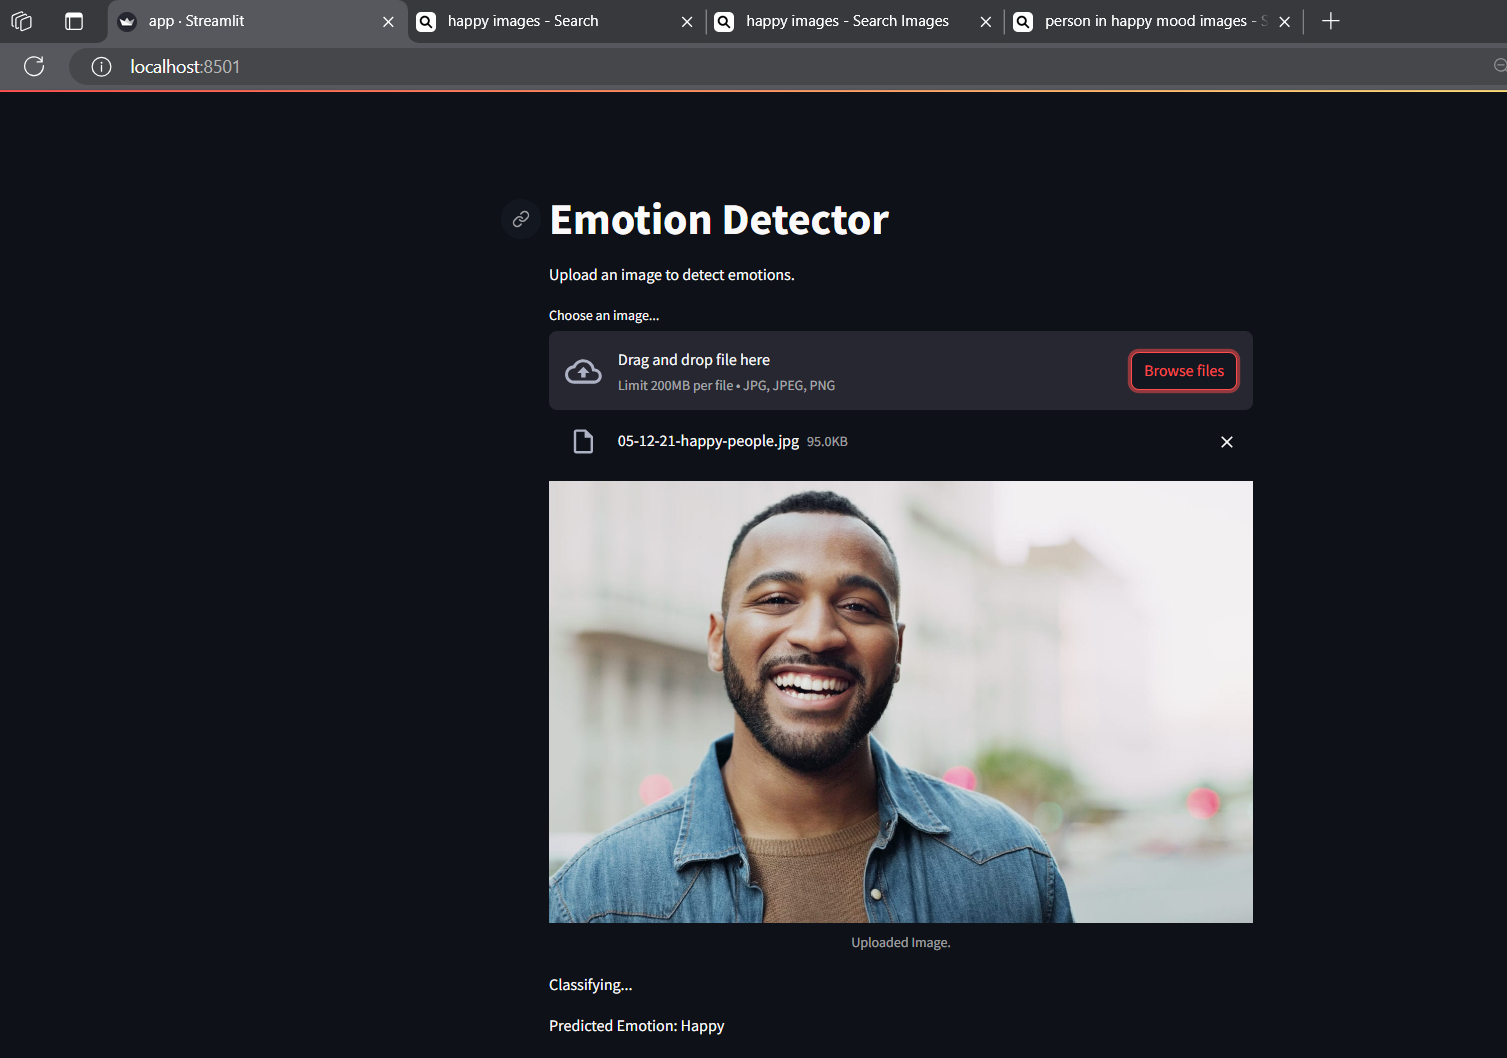 app · Streamlit
happy images - Search
happy images - Search Images
person in happy mood images -
localhost:8501
Emotion Detector
Upload an image to detect emotions.
Choose an image...
Drag and drop file here
Limit 200MB per file • JPG, JPEG, PNG
Browse files
05-12-21-happy-people.jpg 95.0KB
Uploaded Image.
Classifying...
Predicted Emotion: Happy